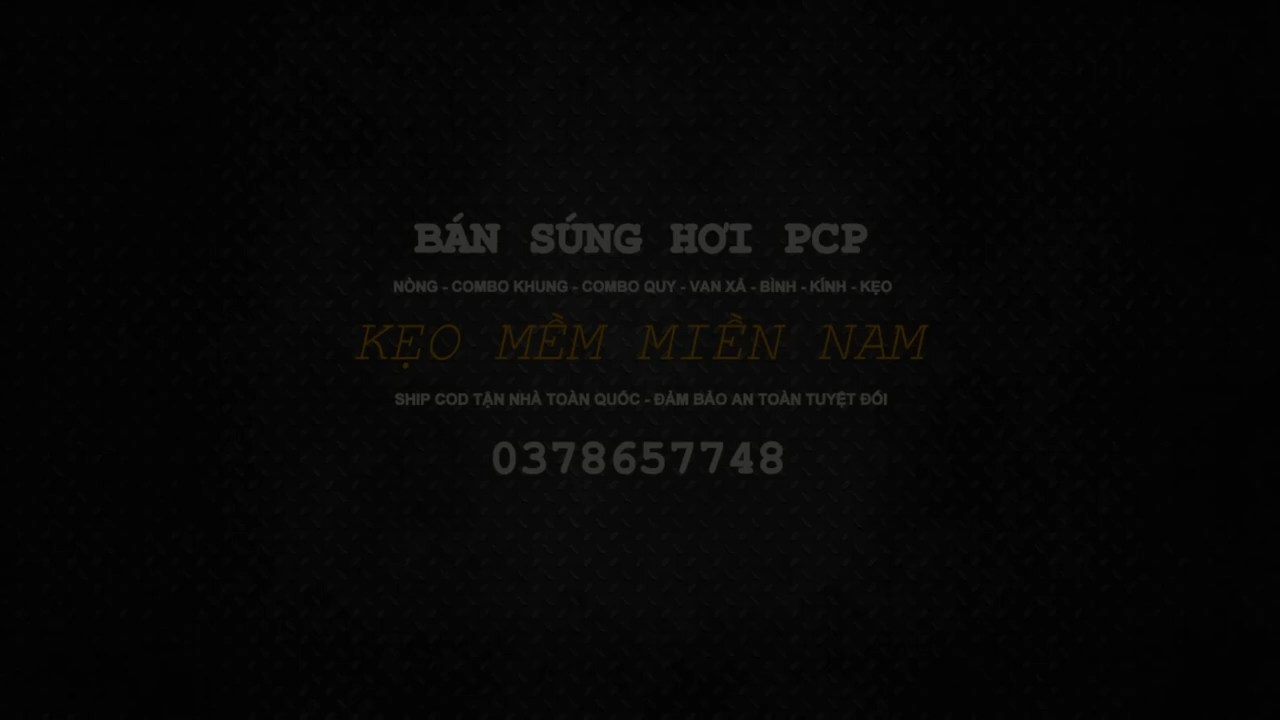 BÁN SÚNG HƠI PCP
NÒNG - COMBO KHUNG - COMBO QUY - VAN XẢ - BÌNH - KÍNH - KẸO
KẸO MỀM MIỀN NAM
SHIP COD TẬN NHÀ TOÀN QUỐC - ĐẢM BẢO AN TOÀN TUYỆT ĐỐI
0378657748